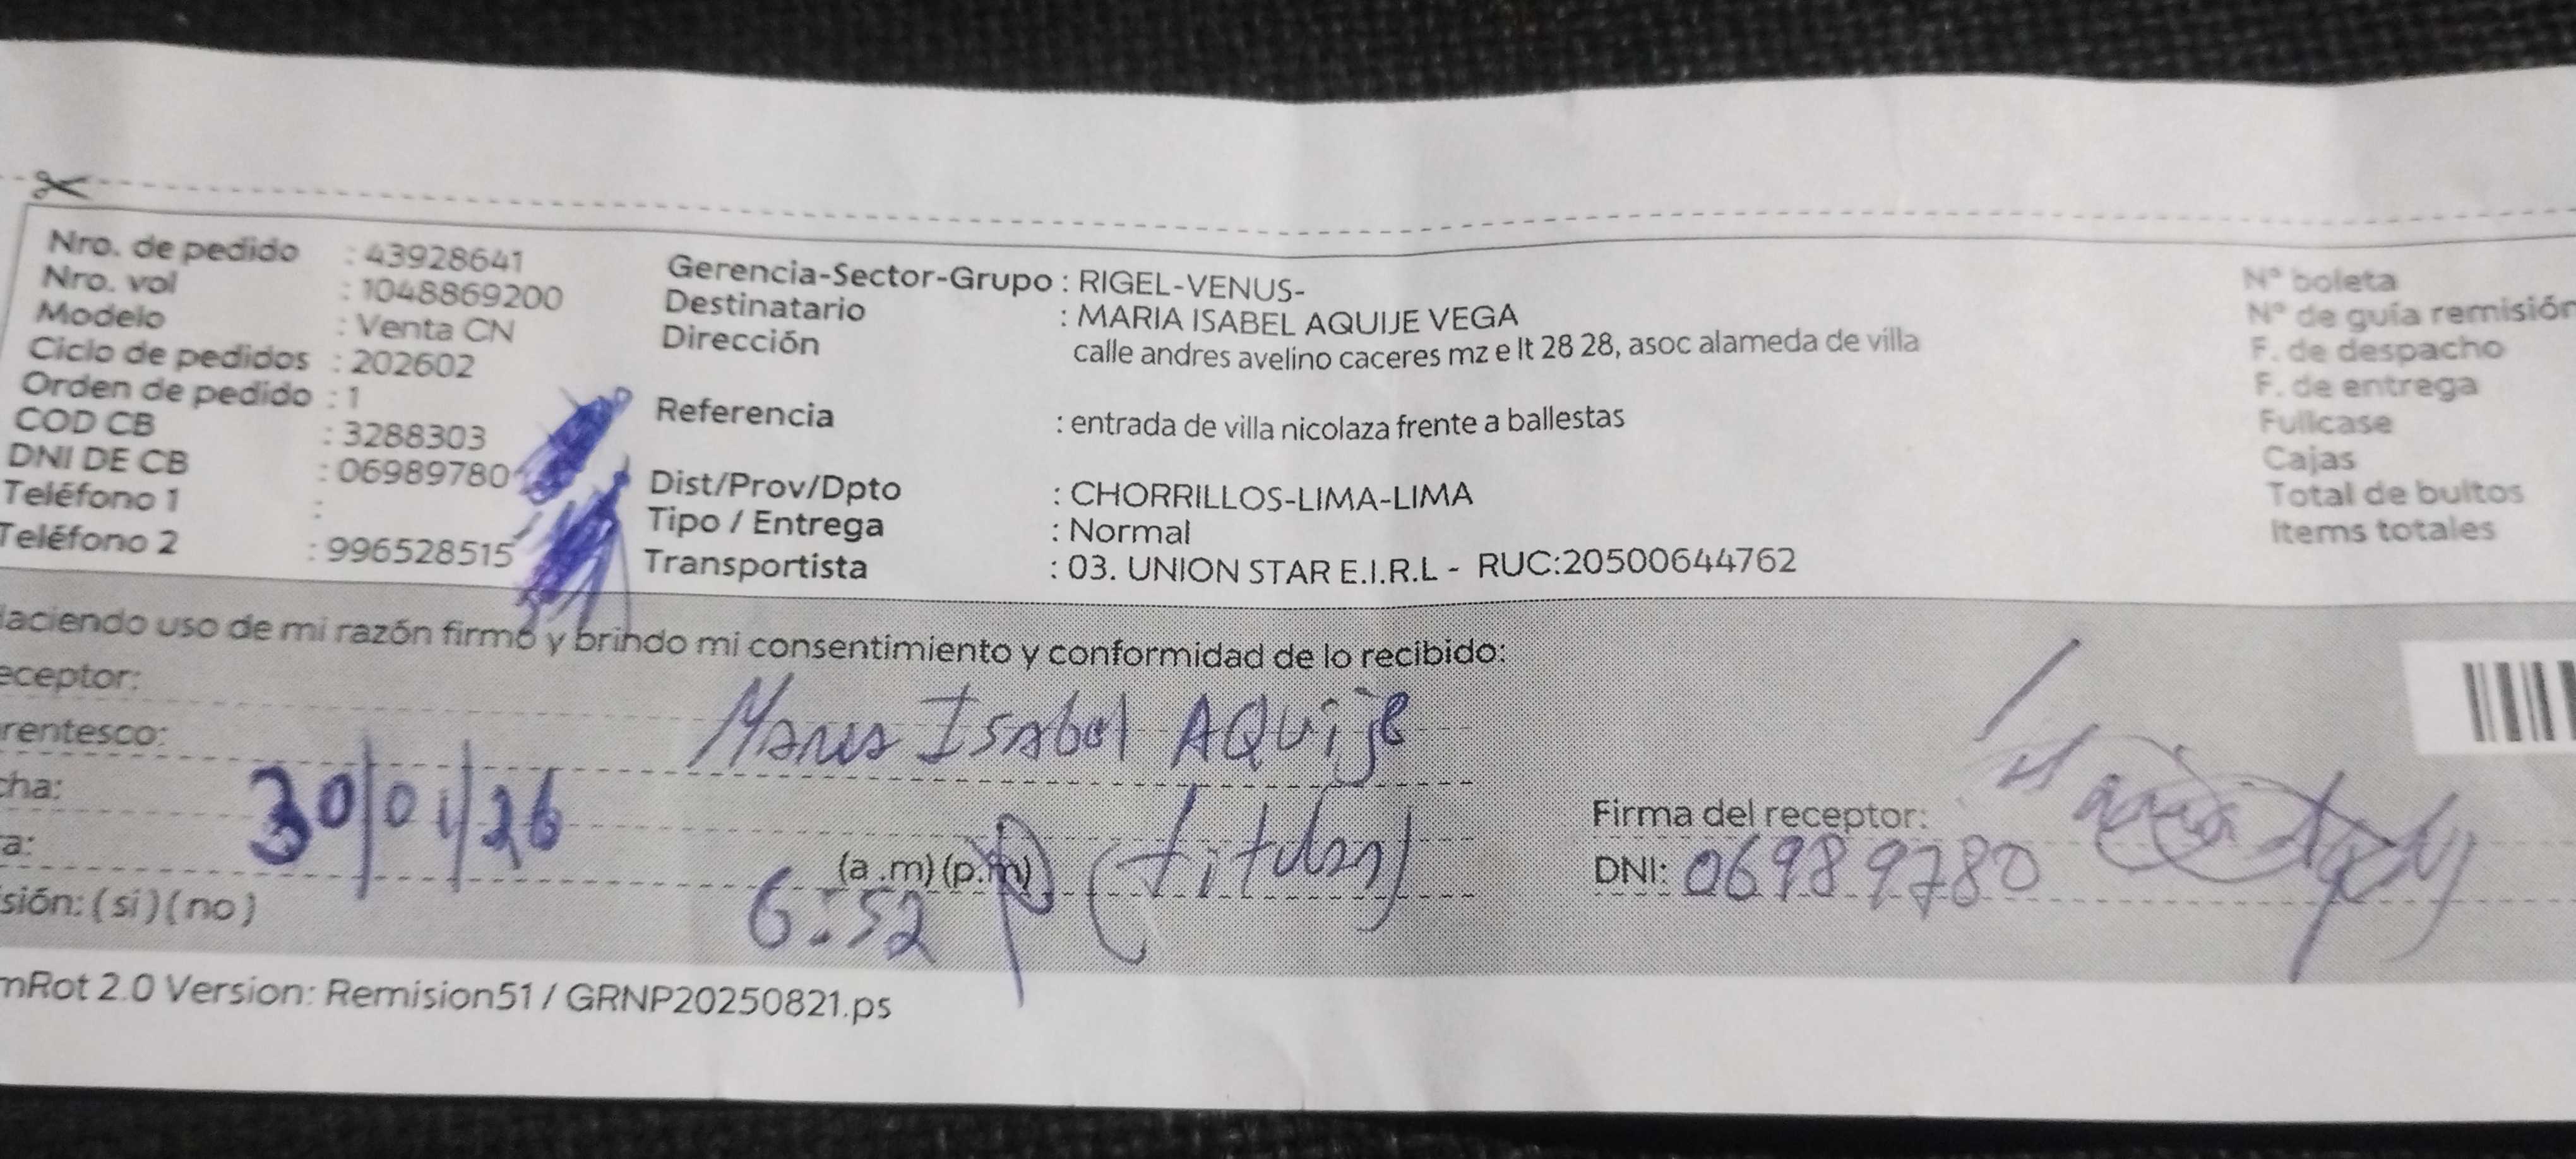 Nro. de pedido : 43928641
Nro. vol : 1048869200
Modelo : Venta CN
Ciclo de pedidos : 202602
Orden de pedido : 1
COD CB : 3288303
DNI DE CB : 06989780
Teléfono 1 :
Teléfono 2 : 996528515
Gerencia-Sector-Grupo : RIGEL-VENUS-
Destinatario : MARIA ISABEL AQUIJE VEGA
Dirección calle andres avelino caceres mz e lt 28 28, asoc alameda de villa
Referencia : entrada de villa nicolaza frente a ballestas
Dist/Prov/Dpto : CHORRILLOS-LIMA-LIMA
Tipo / Entrega : Normal
Transportista : 03. UNION STAR E.I.R.L - RUC:20500644762
N° boleta
N° de guía remisión
F. de despacho
F. de entrega
Fullcase
Cajas
Total de bultos
Items totales
Haciendo uso de mi razón firmo y brindo mi consentimiento y conformidad de lo recibido:
eceptor:
Maria Isabel AQUije
rentesco:
cha: 30/01/26
a: 6:52 (a.m) (p.m) (titular)
sión: (si) (no)
Firma del receptor:
DNI: 06989780
mRot 2.0 Version: Remision51 / GRNP20250821.ps